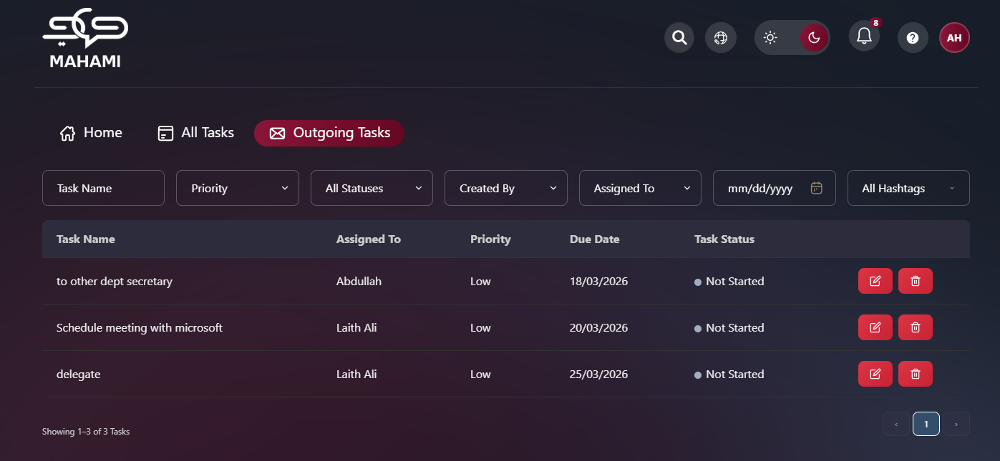 مهامي
MAHAMI
8
AH
Home
All Tasks
Outgoing Tasks
Task Name
Priority
All Statuses
Created By
Assigned To
mm/dd/yyyy
All Hashtags
Task Name Assigned To Priority Due Date Task Status
to other dept secretary Abdullah Low 18/03/2026 Not Started
Schedule meeting with microsoft Laith Ali Low 20/03/2026 Not Started
delegate Laith Ali Low 25/03/2026 Not Started
Showing 1–3 of 3 Tasks
‹ 1 ›